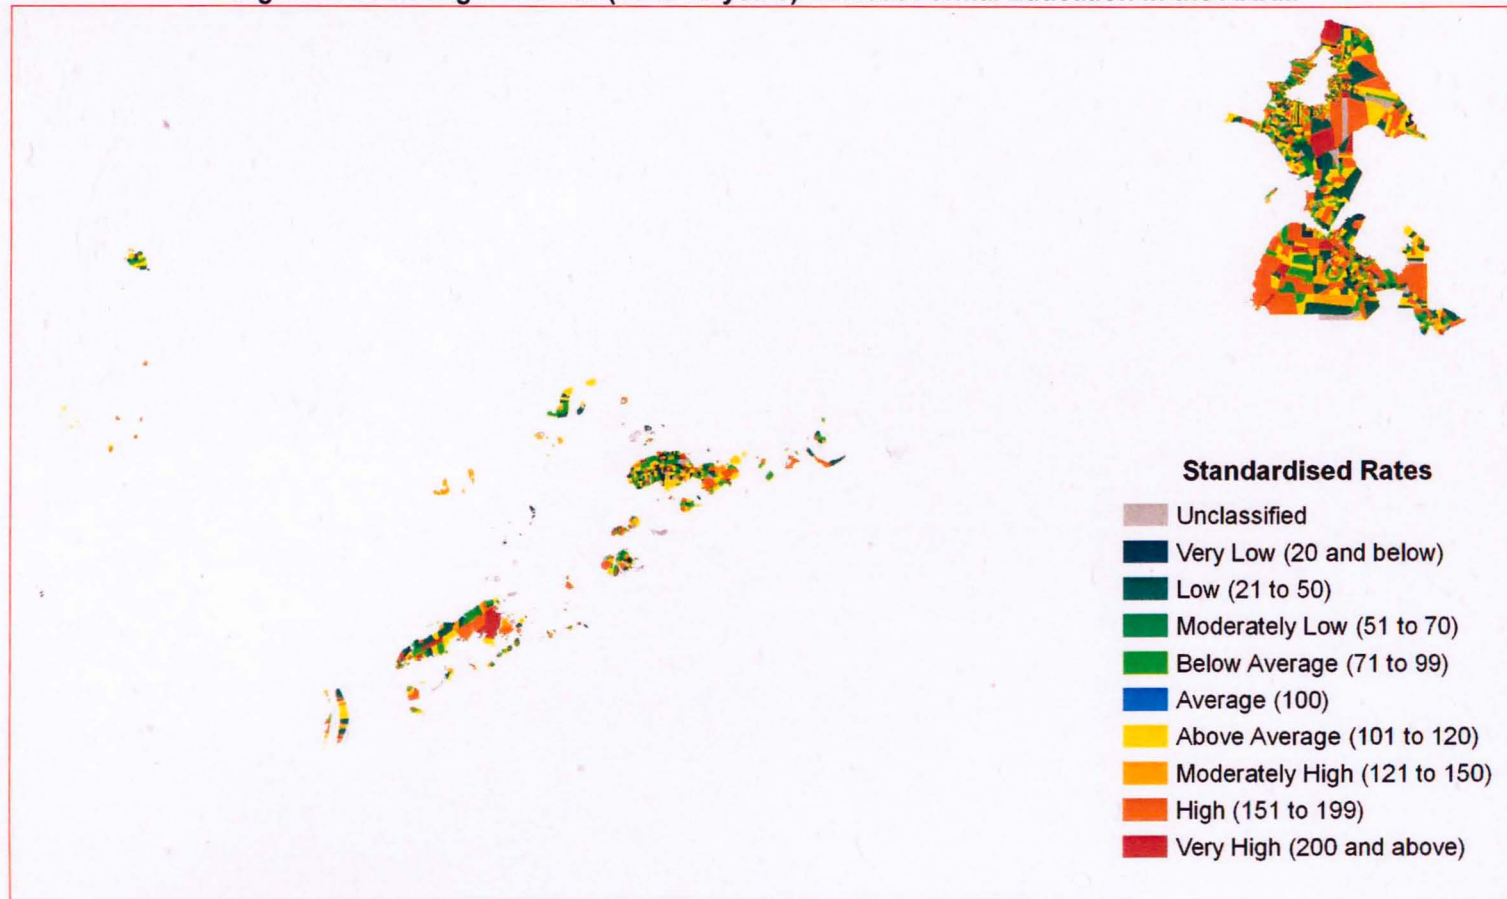 Standardised Rates
Unclassified
Very Low (20 and below)
Low (21 to 50)
Moderately Low (51 to 70)
Below Average (71 to 99)
Average (100)
Above Average (101 to 120)
Moderately High (121 to 150)
High (151 to 199)
Very High (200 and above)